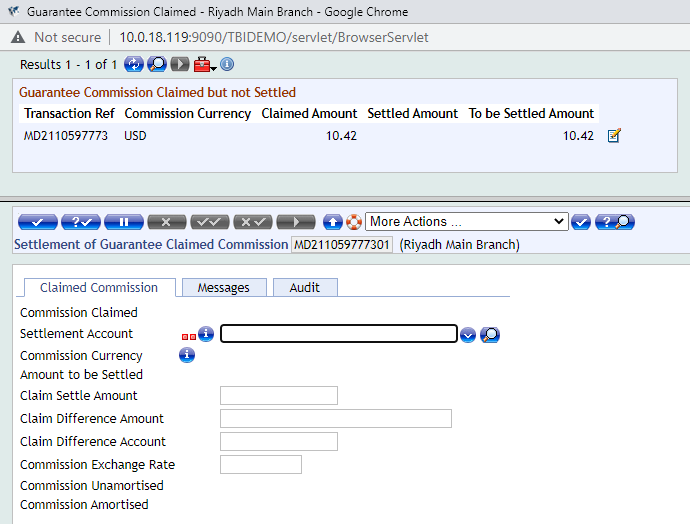 Guarantee Commission Claimed - Riyadh Main Branch - Google Chrome
Not secure | 10.0.18.119:9090/TBIDEMO/servlet/BrowserServlet
Results 1 - 1 of 1
Guarantee Commission Claimed but not Settled
Transaction Ref Commission Currency Claimed Amount Settled Amount To be Settled Amount
MD2110597773 USD 10.42 10.42
More Actions ...
Settlement of Guarantee Claimed Commission MD211059777301 (Riyadh Main Branch)
Claimed Commission Messages Audit
Commission Claimed
Settlement Account
Commission Currency
Amount to be Settled
Claim Settle Amount
Claim Difference Amount
Claim Difference Account
Commission Exchange Rate
Commission Unamortised
Commission Amortised